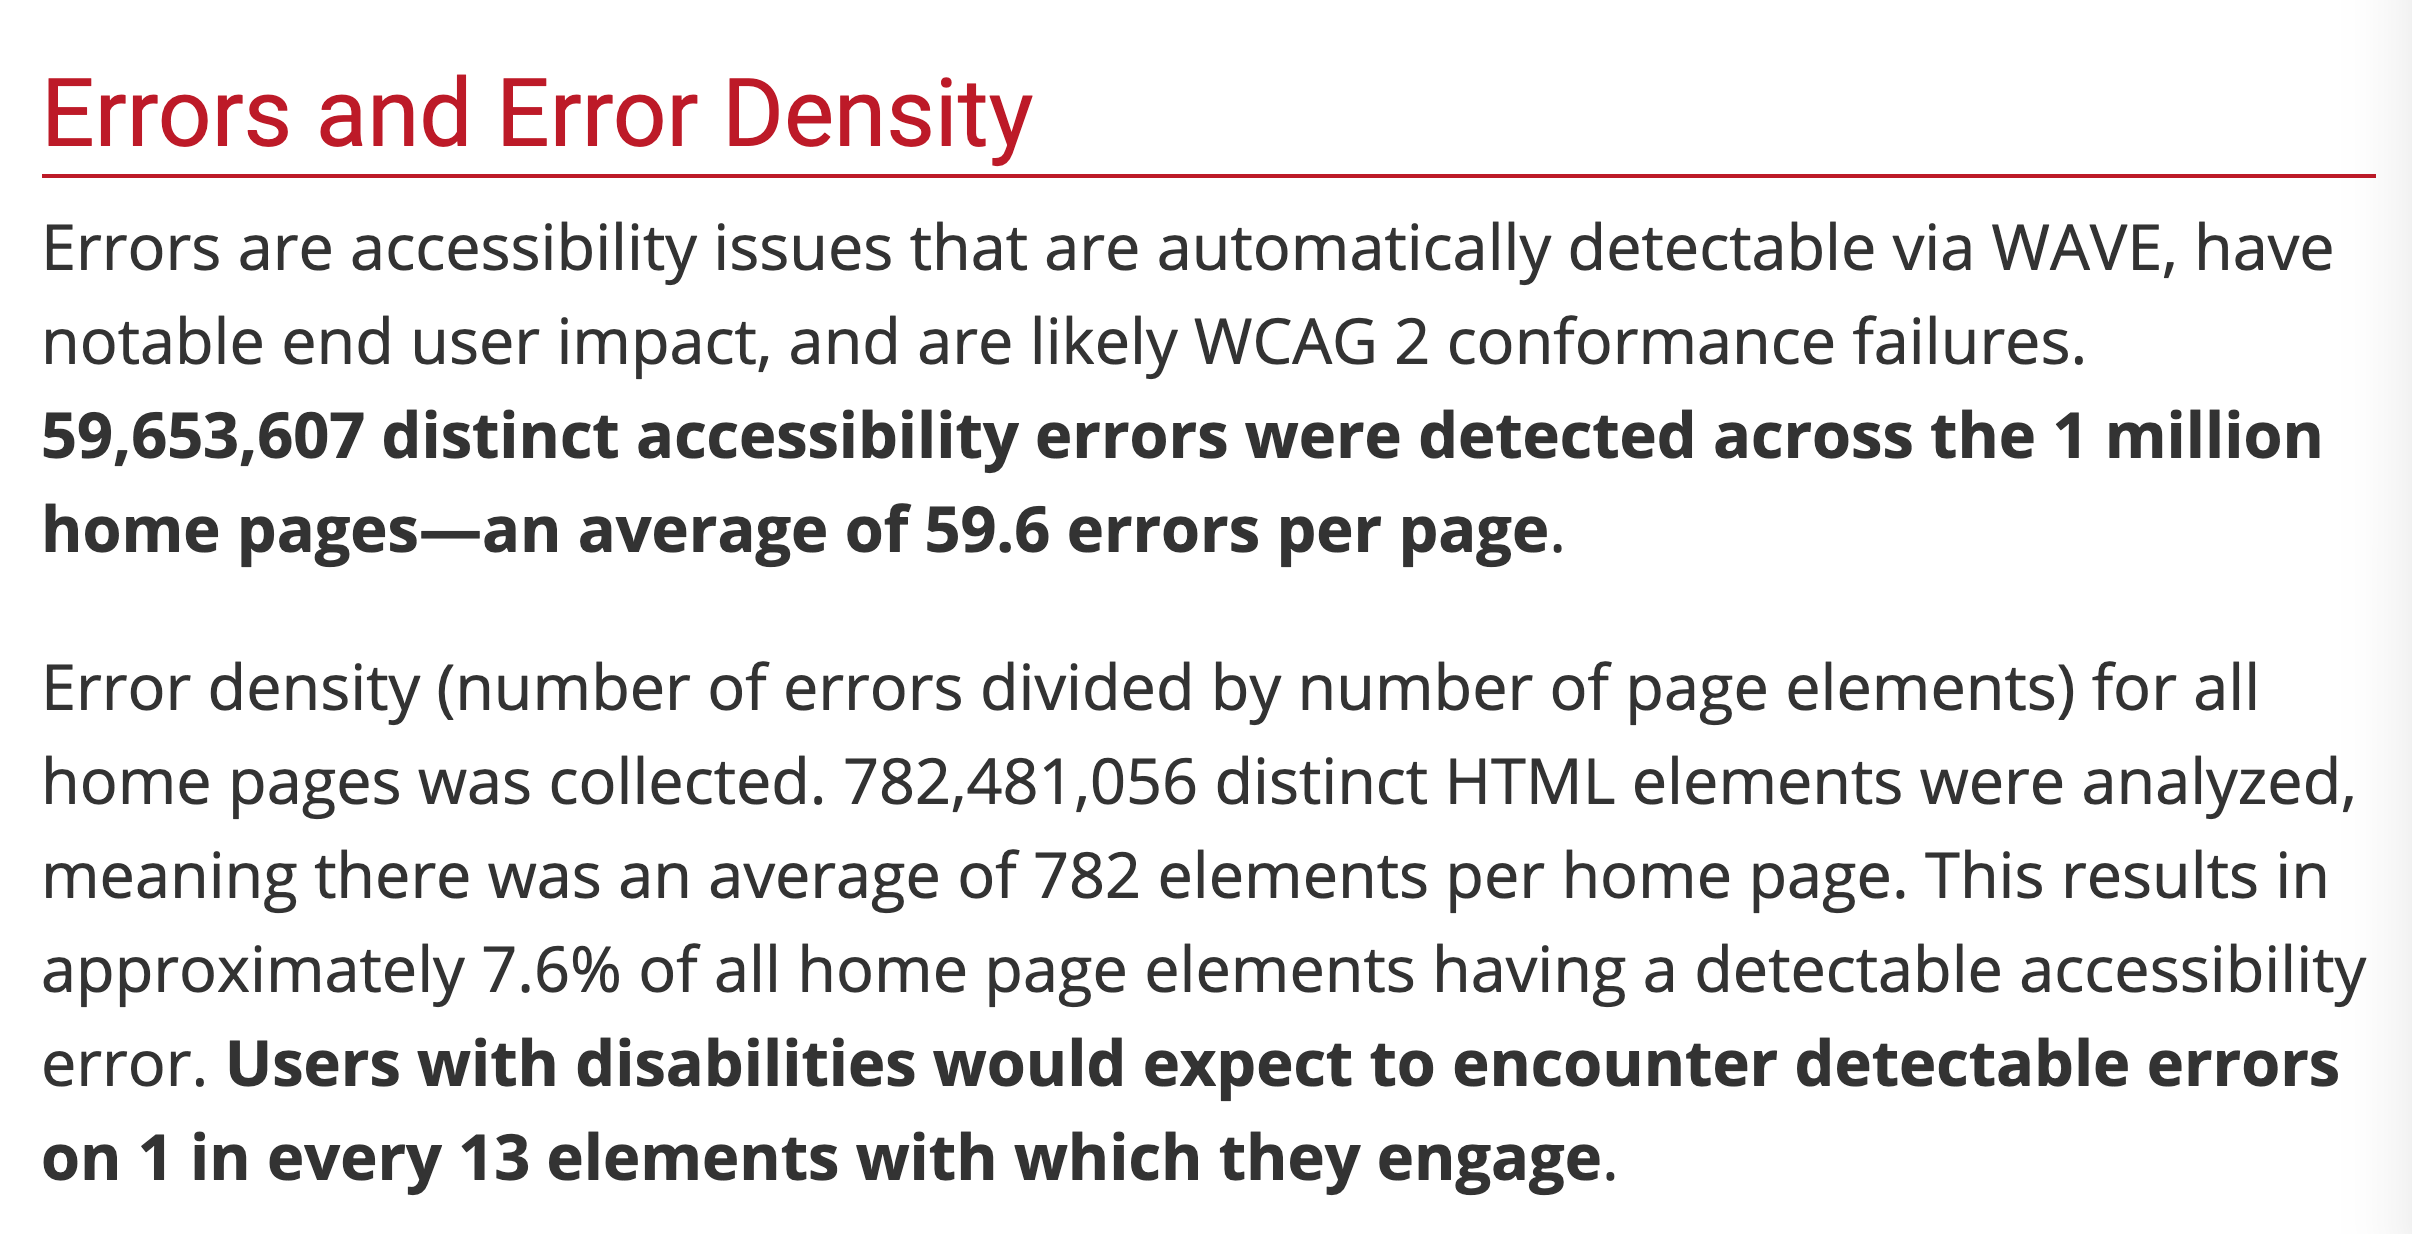 Errors and Error Density
Errors are accessibility issues that are automatically detectable via WAVE, have
notable end user impact, and are likely WCAG 2 conformance failures.
59,653,607 distinct accessibility errors were detected across the 1 million
home pages—an average of 59.6 errors per page.
Error density (number of errors divided by number of page elements) for all
home pages was collected. 782,481,056 distinct HTML elements were analyzed,
meaning there was an average of 782 elements per home page. This results in
approximately 7.6% of all home page elements having a detectable accessibility
error. Users with disabilities would expect to encounter detectable errors
on 1 in every 13 elements with which they engage.